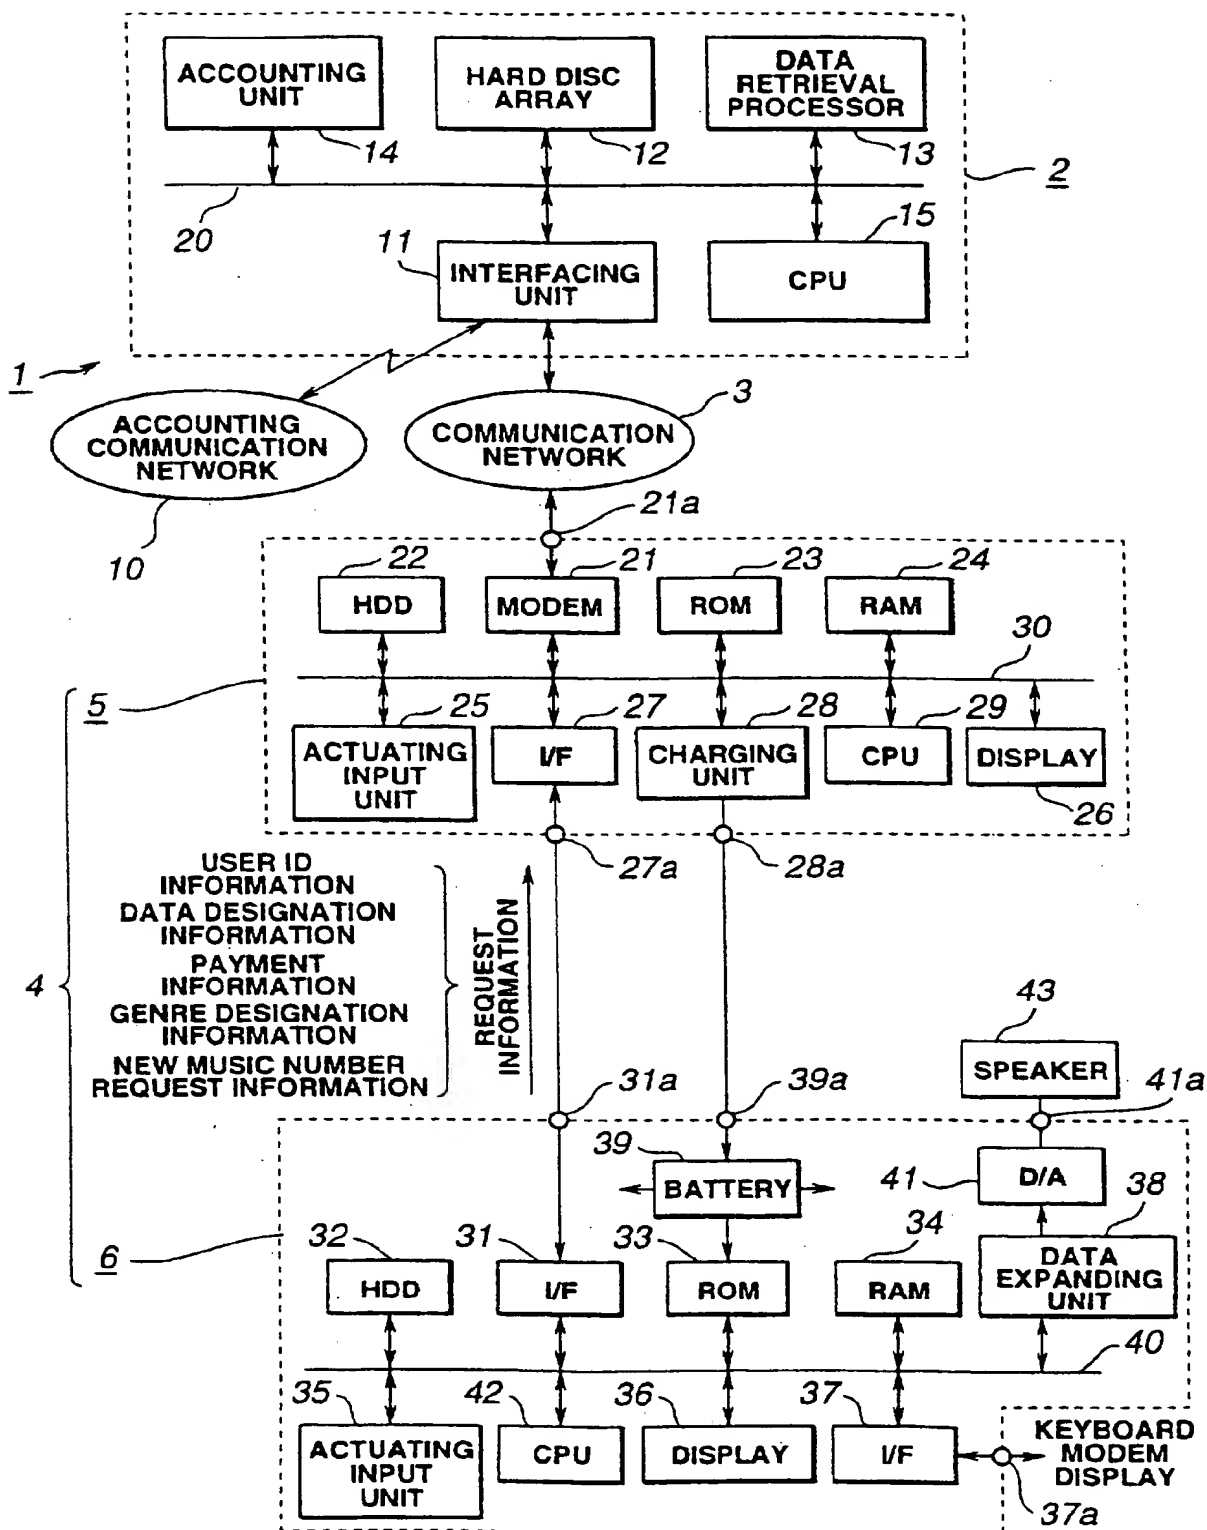 ACCOUNTING
UNIT
HARD DISC
ARRAY
DATA
RETRIEVAL
PROCESSOR
14
12
13
2
20
11
15
INTERFACING
UNIT
CPU
1
3
ACCOUNTING
COMMUNICATION
NETWORK
COMMUNICATION
NETWORK
10
21a
22
21
23
24
HDD
MODEM
ROM
RAM
30
5
25
27
28
29
ACTUATING
INPUT
UNIT
I/F
CHARGING
UNIT
CPU
DISPLAY
26
27a
28a
USER ID
INFORMATION
DATA DESIGNATION
INFORMATION
PAYMENT
INFORMATION
GENRE DESIGNATION
INFORMATION
NEW MUSIC NUMBER
REQUEST INFORMATION
REQUEST
INFORMATION
4
43
SPEAKER
31a
39a
41a
39
BATTERY
41
D/A
38
6
32
31
33
34
HDD
I/F
ROM
RAM
DATA
EXPANDING
UNIT
40
35
42
36
37
ACTUATING
INPUT
UNIT
CPU
DISPLAY
I/F
KEYBOARD
MODEM
DISPLAY
37a